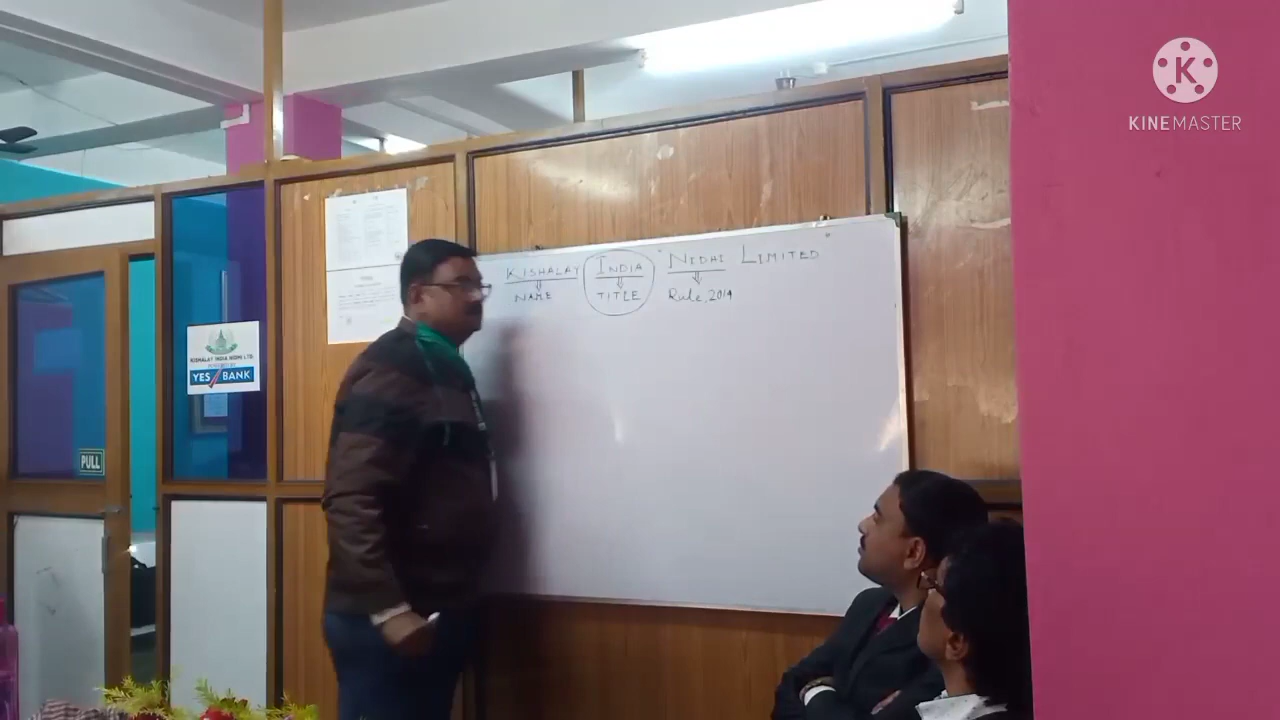 KINEMASTER
KISHALAY INDIA "NIDHI LIMITED"
NAME TITLE Rule, 2014
KISHALAY INDIA NIDHI LTD.
YES BANK
PULL